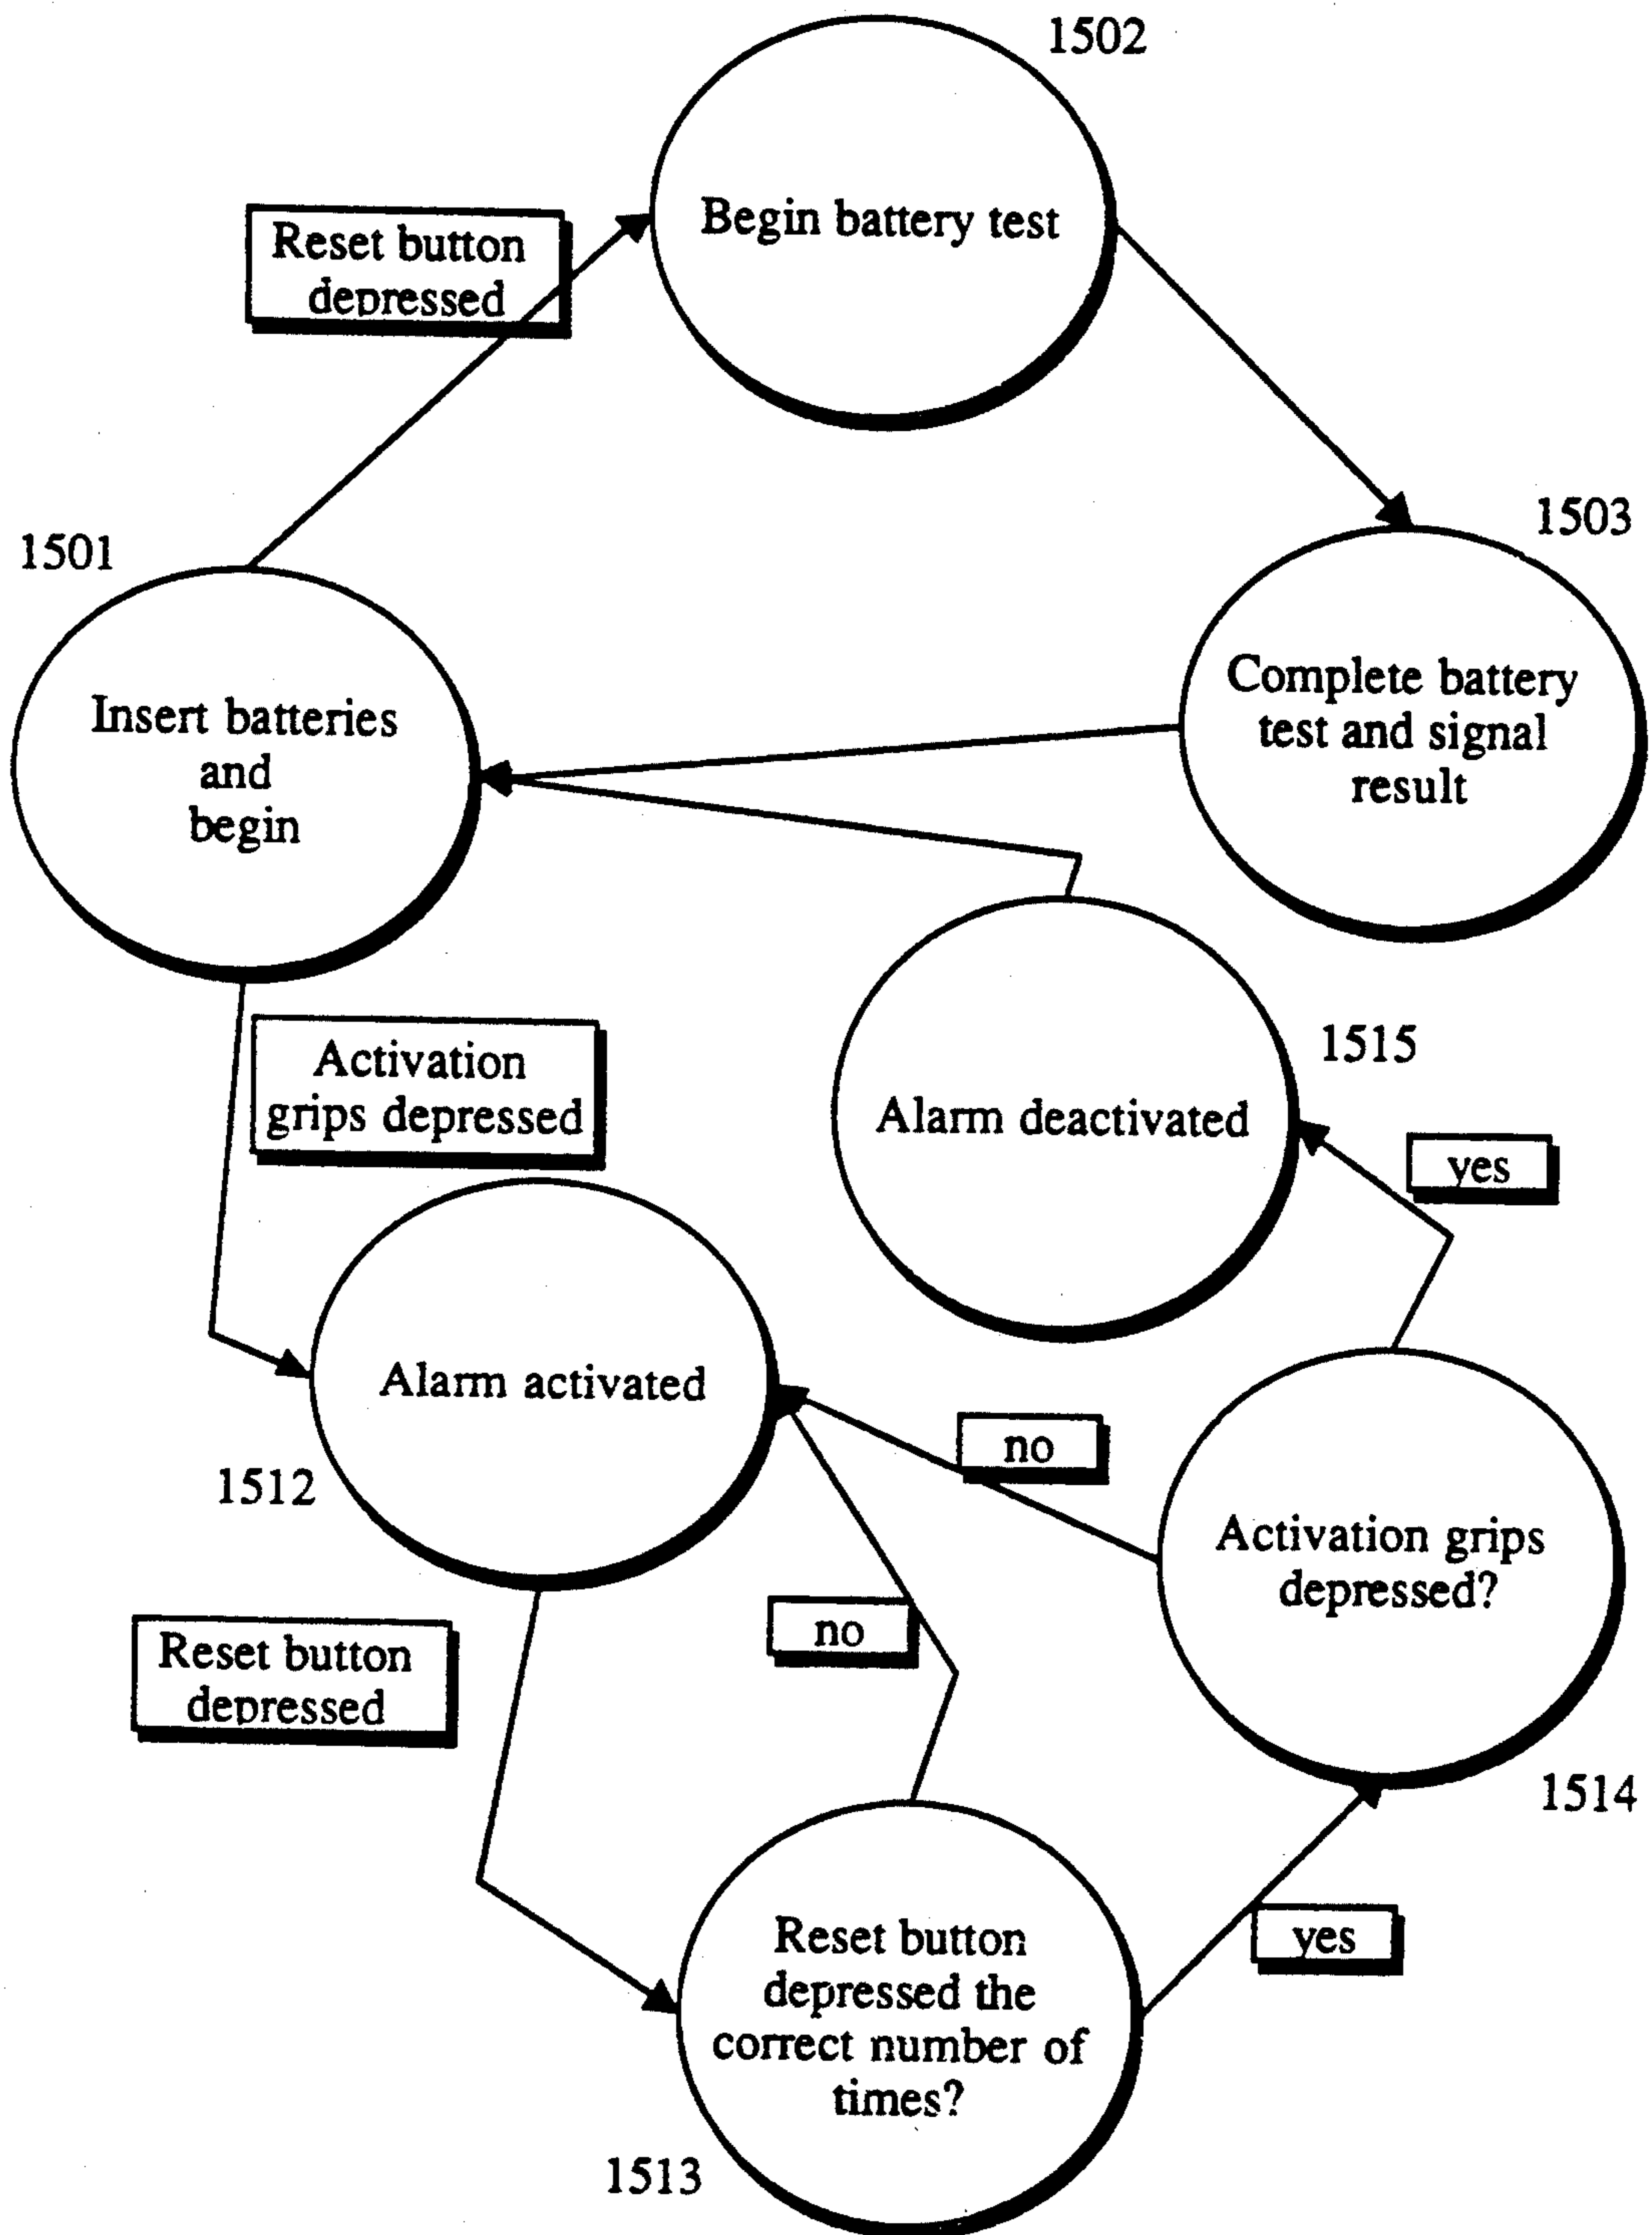 1502
Begin battery test
Reset button
depressed
1503
1501
Complete battery
test and signal
result
Insert batteries
and
begin
Activation
grips depressed
1515
Alarm deactivated
yes
Alarm activated
no
1512
Activation grips
depressed?
no
Reset button
depressed
1514
yes
Reset button
depressed the
correct number of
times?
1513